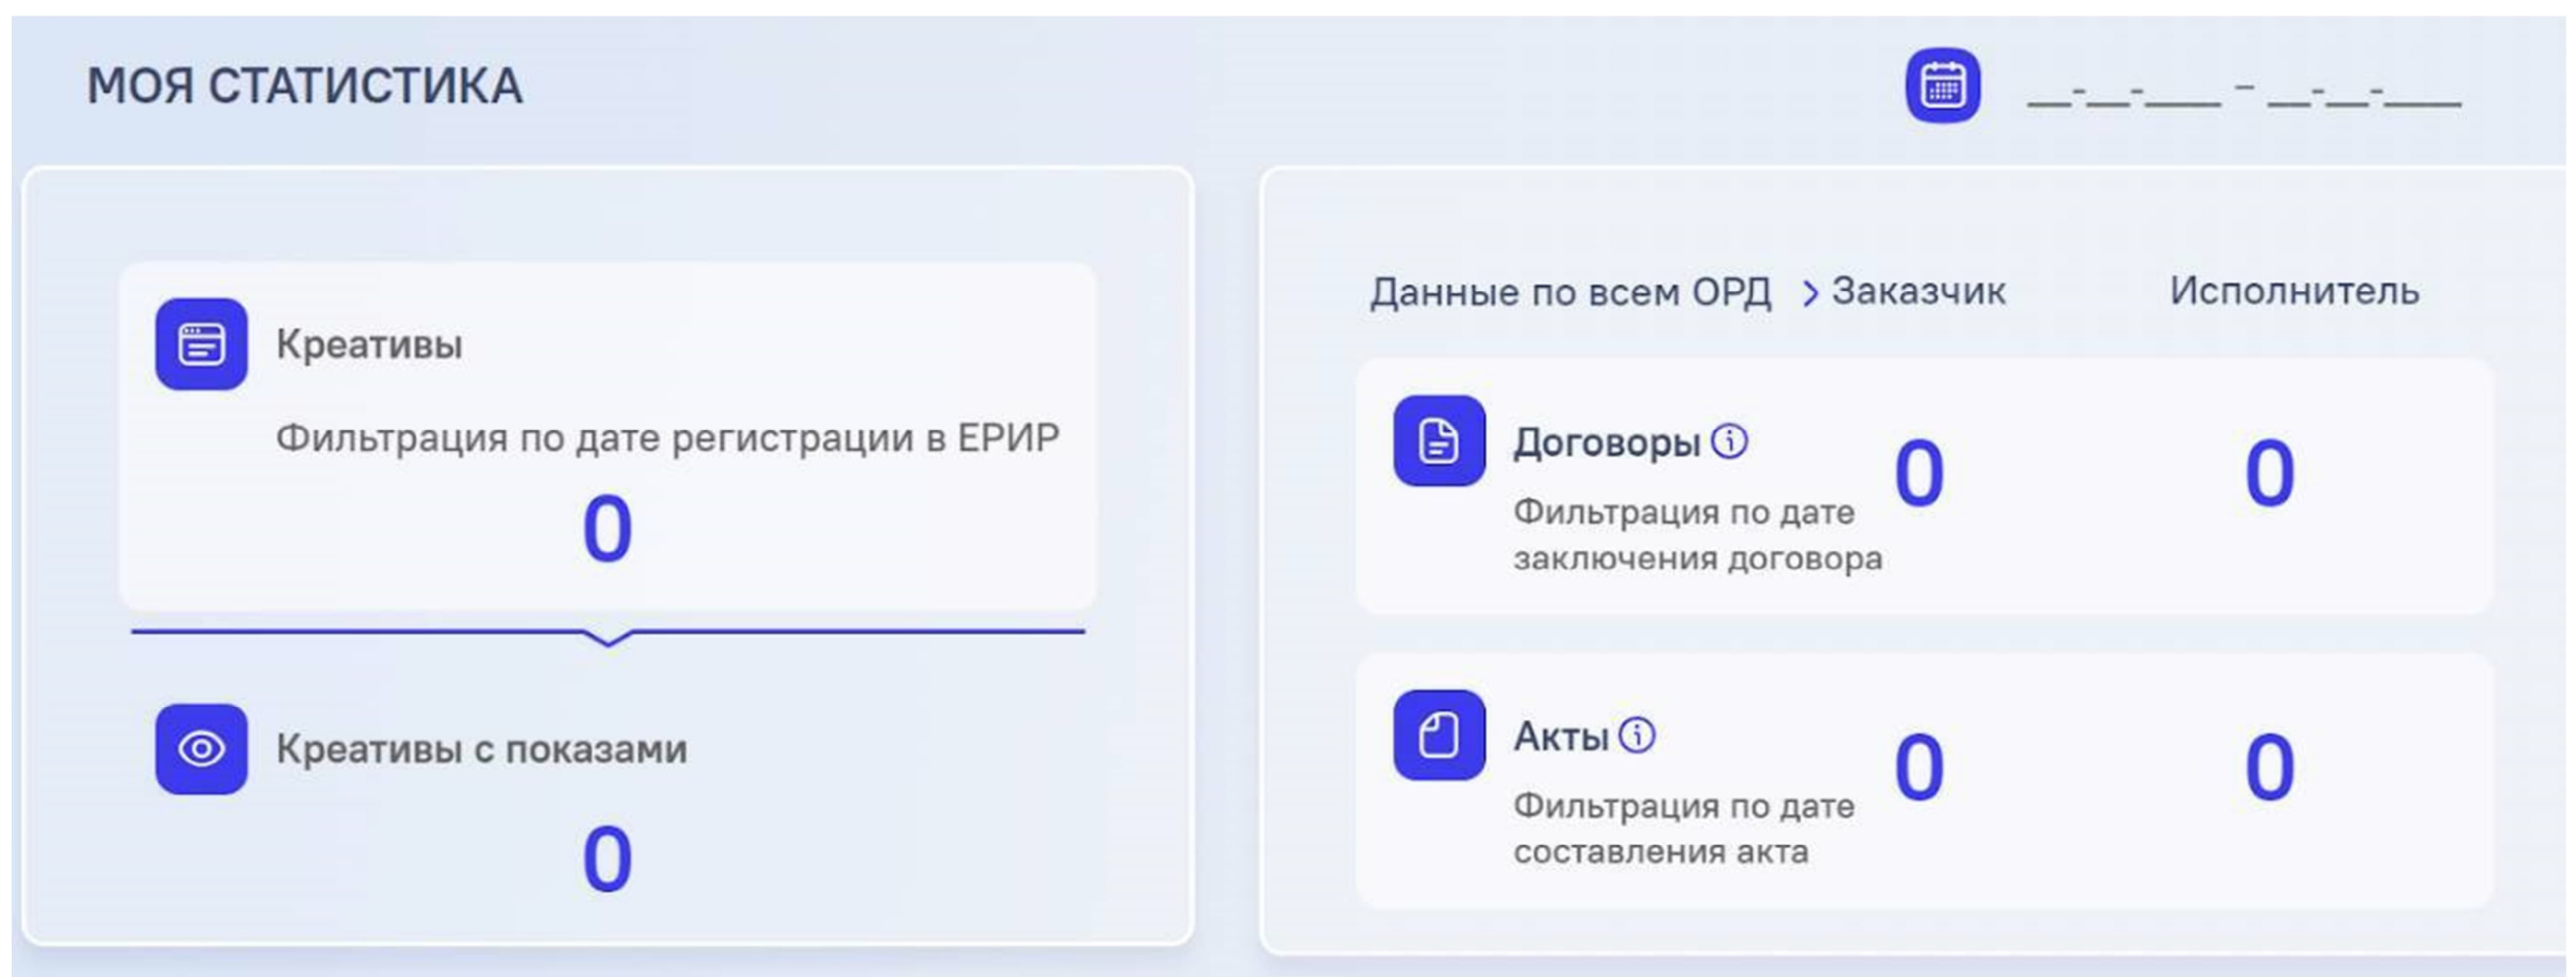 МОЯ СТАТИСТИКА
__-__-____ – __-__-____
Креативы
Фильтрация по дате регистрации в ЕРИР
0
Креативы с показами
0
Данные по всем ОРД > Заказчик Исполнитель
Договоры
0 0
Фильтрация по дате
заключения договора
Акты
0 0
Фильтрация по дате
составления акта